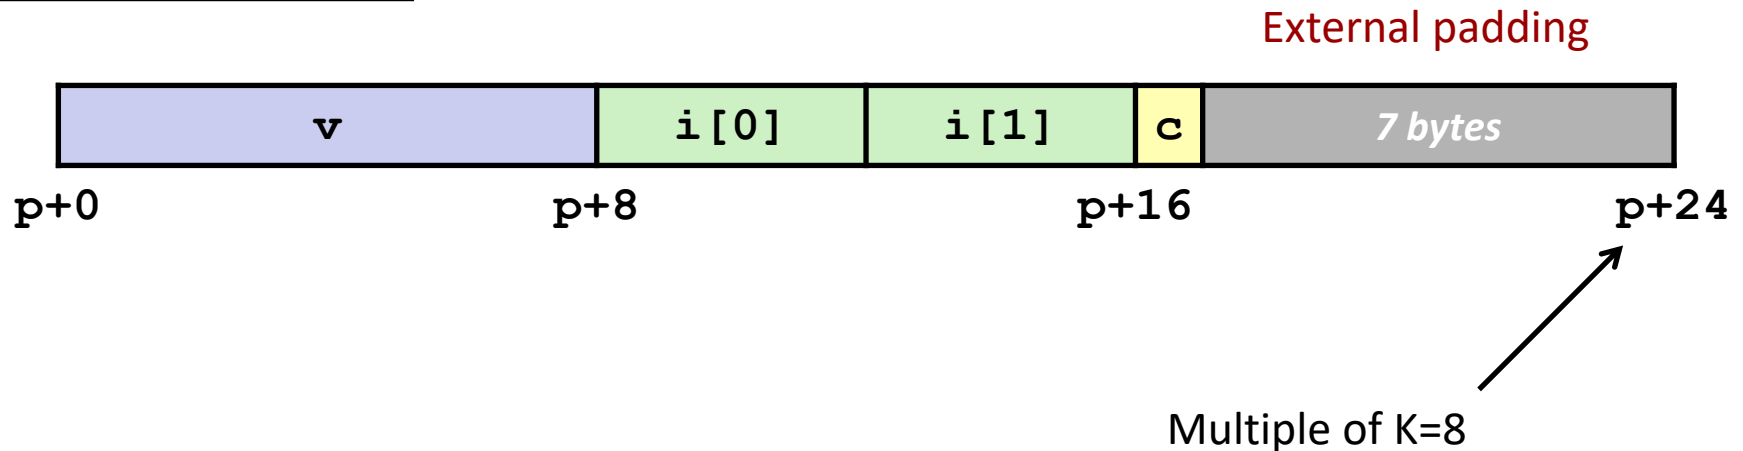 External padding
v i[0] i[1] c 7 bytes
p+0 p+8 p+16 p+24
Multiple of K=8